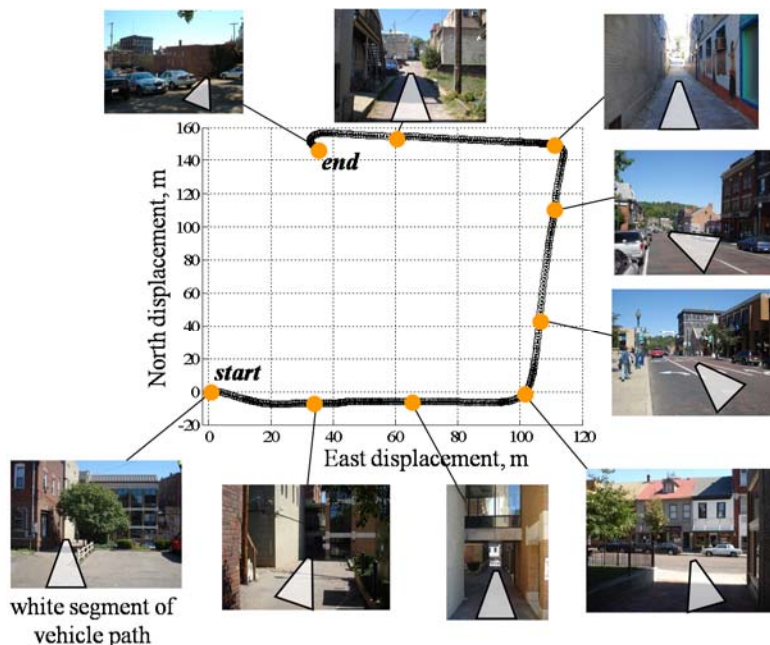 160
140
120
100
80
60
40
20
0
-20
0 20 40 60 80 100 120
North displacement, m
East displacement, m
end
start
white segment of
vehicle path